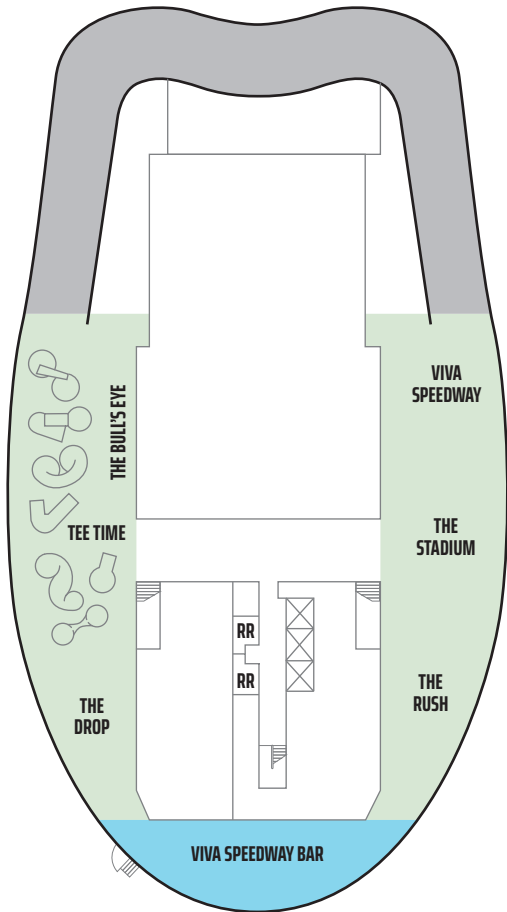 VIVA
SPEEDWAY
THE BULL'S EYE
TEE TIME
THE
STADIUM
RR
RR
THE
RUSH
THE
DROP
VIVA SPEEDWAY BAR